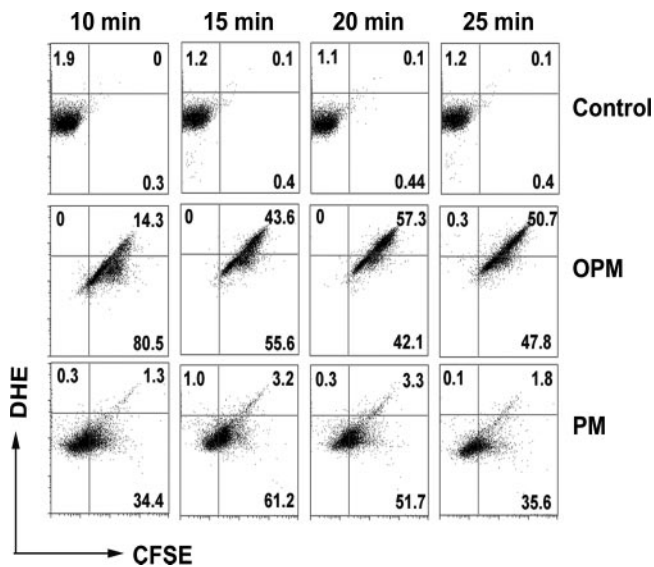 10 min 15 min 20 min 25 min
1.9 0 1.2 0.1 1.1 0.1 1.2 0.1
Control
0.3 0.4 0.44 0.4
0 14.3 0 43.6 0 57.3 0.3 50.7
OPM
80.5 55.6 42.1 47.8
0.3 1.3 1.0 3.2 0.3 3.3 0.1 1.8
PM
34.4 61.2 51.7 35.6
DHE
CFSE